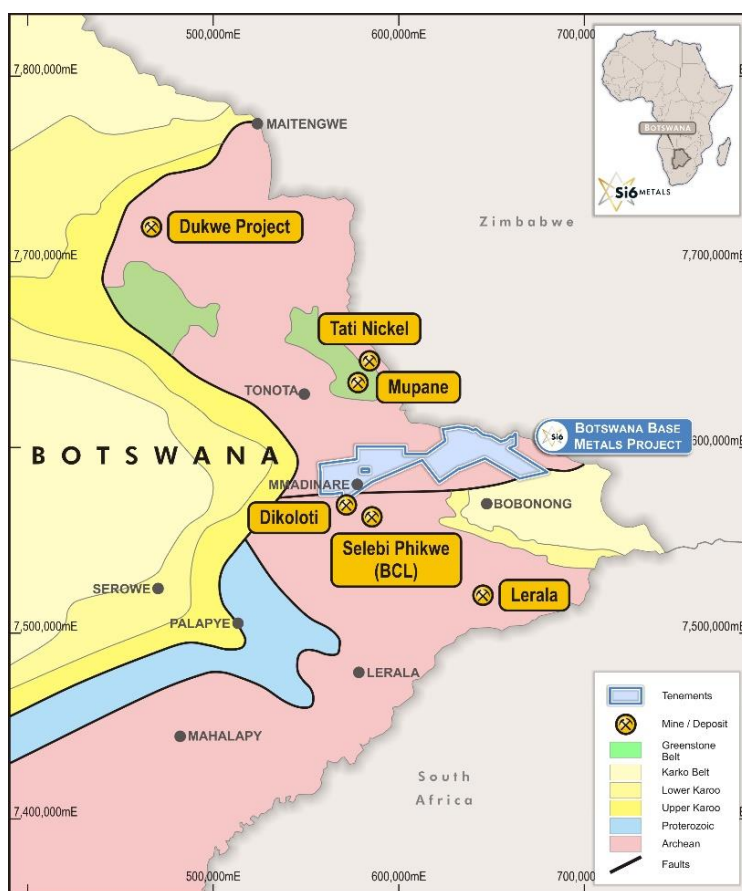 500,000mE
600,000mE
700,000mE
7,800,000mE
MAITENGWE
BOTSWANA
Si6 METALS
Zimbabwe
Dukwe Project
7,700,000mE
7,700,000mE
Tati Nickel
Mupane
TONOTA
Si6
BOTSWANA BASE
METALS PROJECT
7,600,000mE
BOTSWANA
MMADINARE
Dikoloti
BOBONONG
Selebi Phikwe
(BCL)
SEROWE
Lerala
PALAPYE
7,500,000mE
7,500,000mE
LERALA
MAHALAPY
South
Africa
Tenements
Mine / Deposit
Greenstone
Belt
Karko Belt
Lower Karoo
Upper Karoo
Proterozoic
Archean
Faults
7,400,000mE
500,000mE
600,000mE
700,000mE